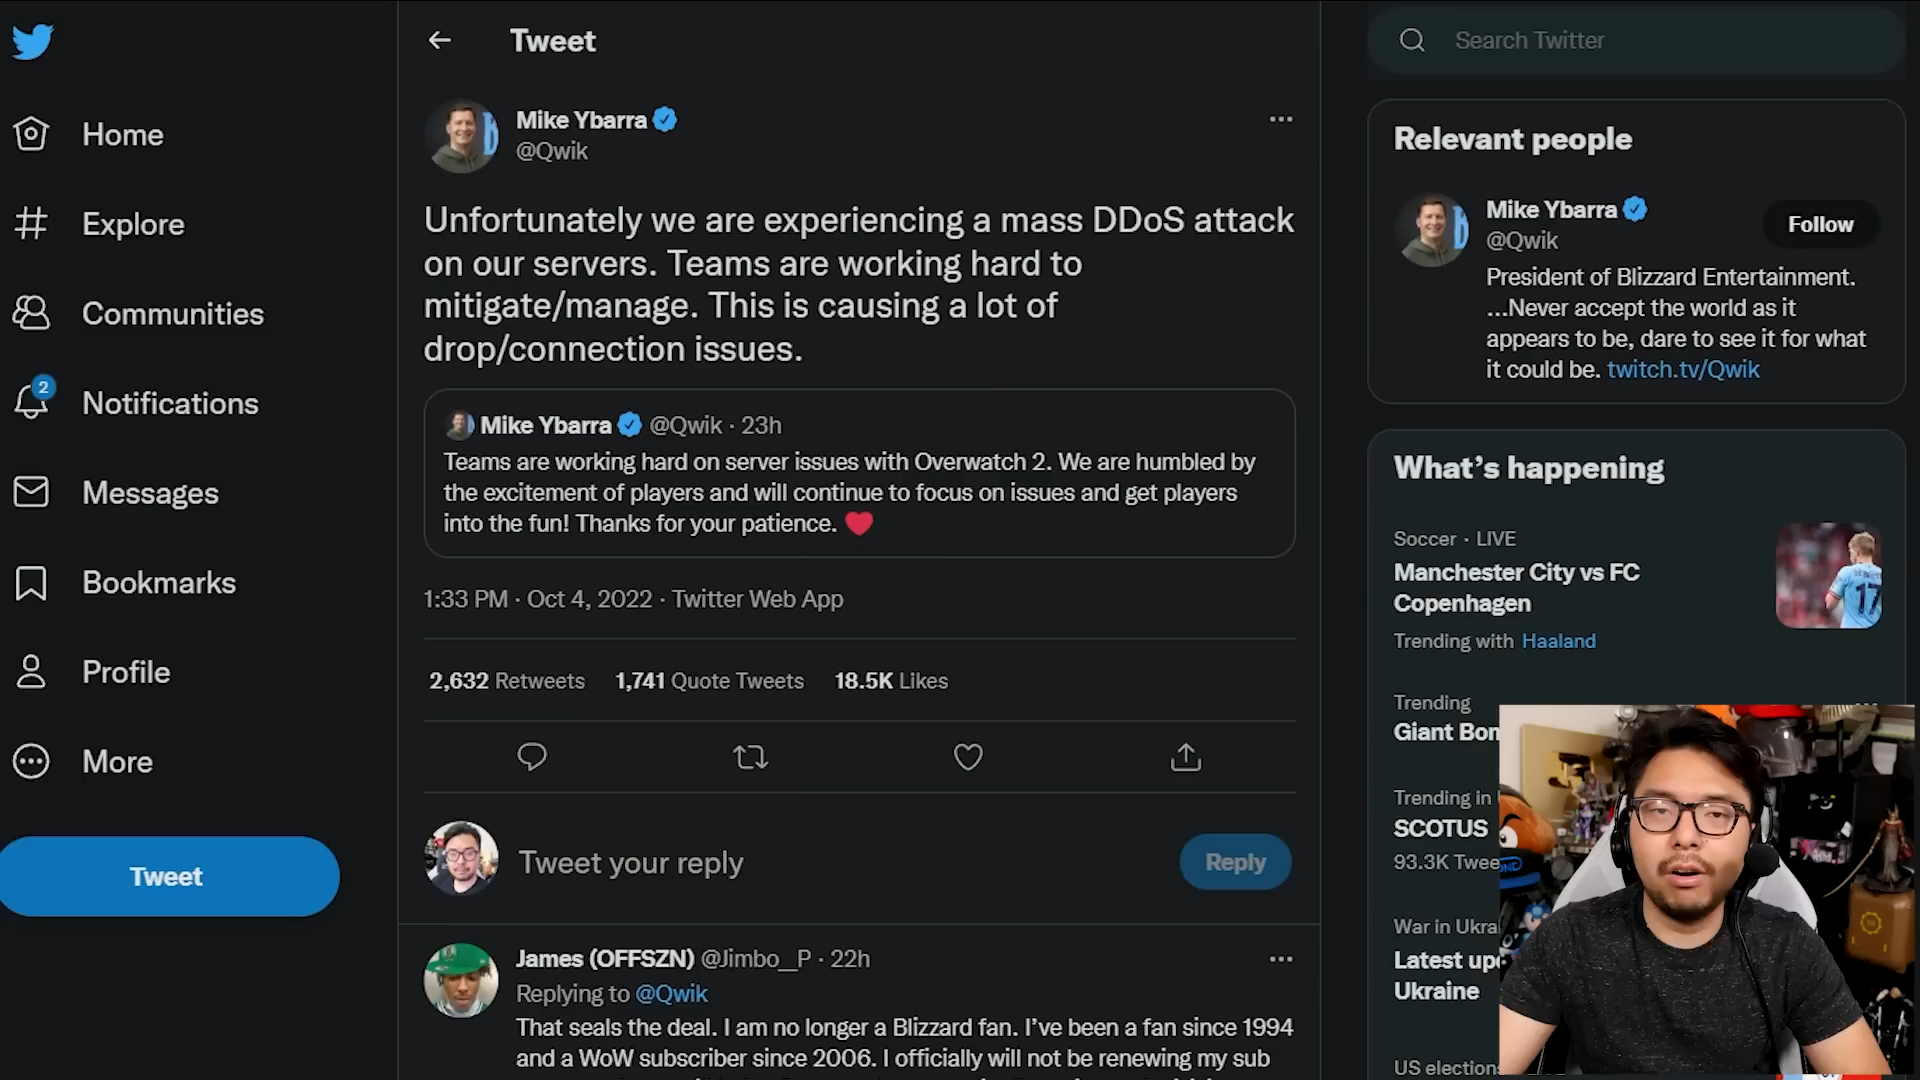 Home
Explore
Communities
2
Notifications
Messages
Bookmarks
Profile
More
Tweet
Tweet
Mike Ybarra
@Qwik
Unfortunately we are experiencing a mass DDoS attack
on our servers. Teams are working hard to
mitigate/manage. This is causing a lot of
drop/connection issues.
Mike Ybarra @Qwik · 23h
Teams are working hard on server issues with Overwatch 2. We are humbled by
the excitement of players and will continue to focus on issues and get players
into the fun! Thanks for your patience. ❤️
1:33 PM · Oct 4, 2022 · Twitter Web App
2,632 Retweets 1,741 Quote Tweets 18.5K Likes
Tweet your reply
Reply
James (OFFSZN) @Jimbo__P · 22h
Replying to @Qwik
That seals the deal. I am no longer a Blizzard fan. I've been a fan since 1994
and a WoW subscriber since 2006. I officially will not be renewing my sub
Search Twitter
Relevant people
Mike Ybarra
@Qwik
Follow
President of Blizzard Entertainment.
...Never accept the world as it
appears to be, dare to see it for what
it could be. twitch.tv/Qwik
What's happening
Soccer · LIVE
Manchester City vs FC
Copenhagen
17
Trending with Haaland
Trending
Giant
Trending in
SCOTUS
93.3K
War in
Latest
Ukraine
US